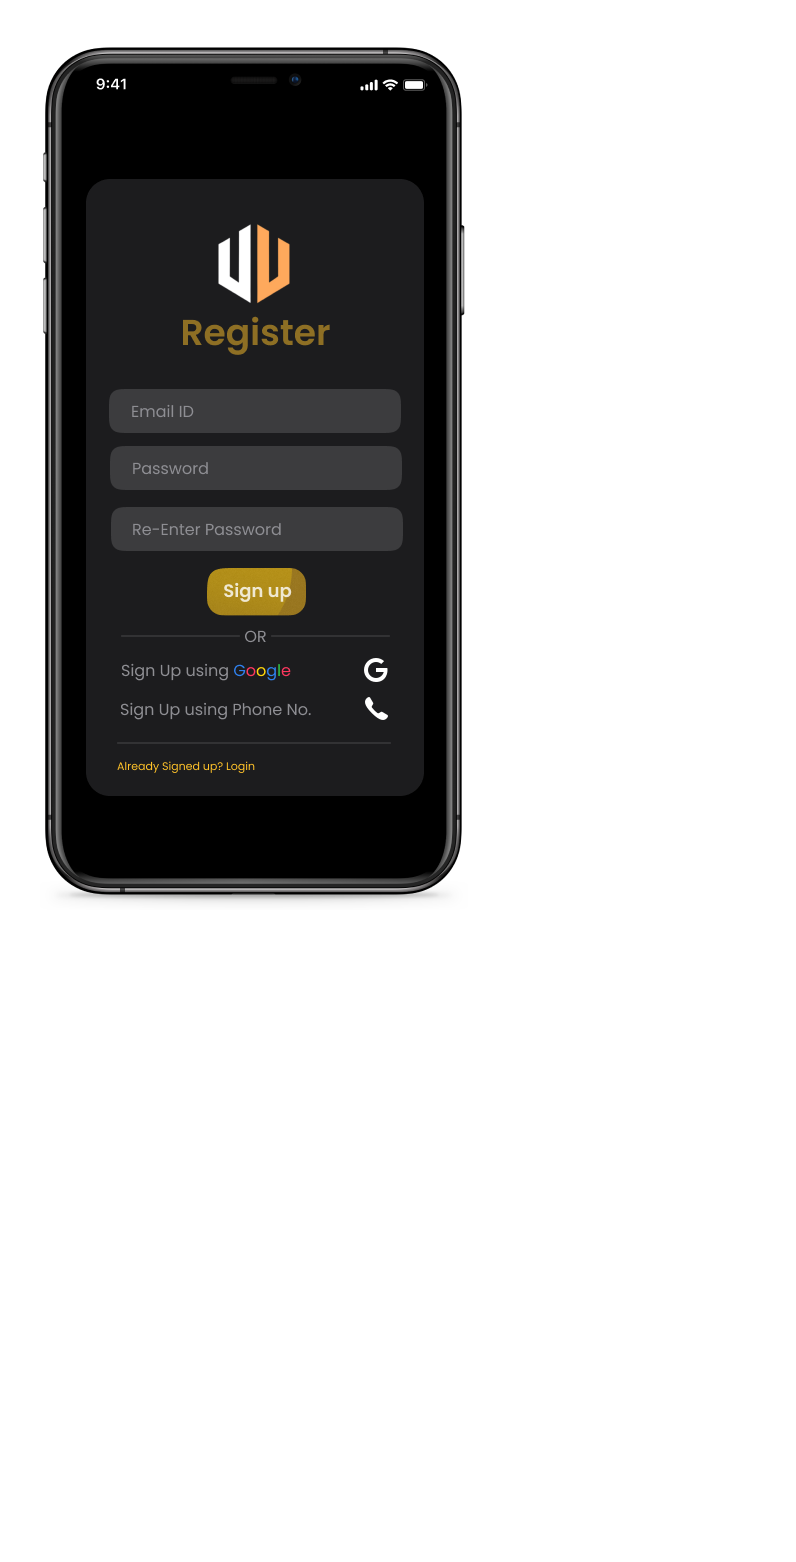 9:41
Register
Email ID
Password
Re-Enter Password
Sign up
OR
Sign Up using Google
Sign Up using Phone No.
Already Signed up? Login